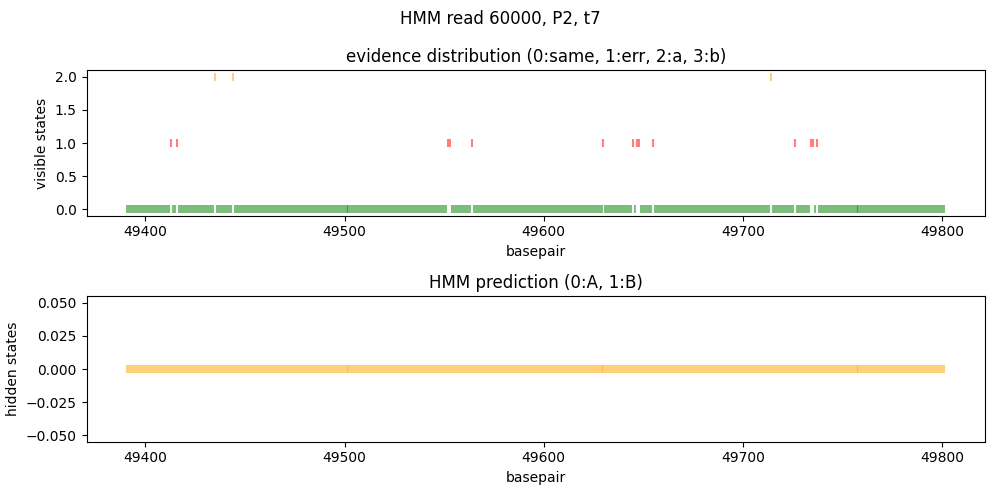 HMM read 60000, P2, t7
evidence distribution (0:same, 1:err, 2:a, 3:b)
visible states
2.0
1.5
1.0
0.5
0.0
49400 49500 49600 49700 49800
basepair
HMM prediction (0:A, 1:B)
hidden states
0.050
0.025
0.000
−0.025
−0.050
49400 49500 49600 49700 49800
basepair